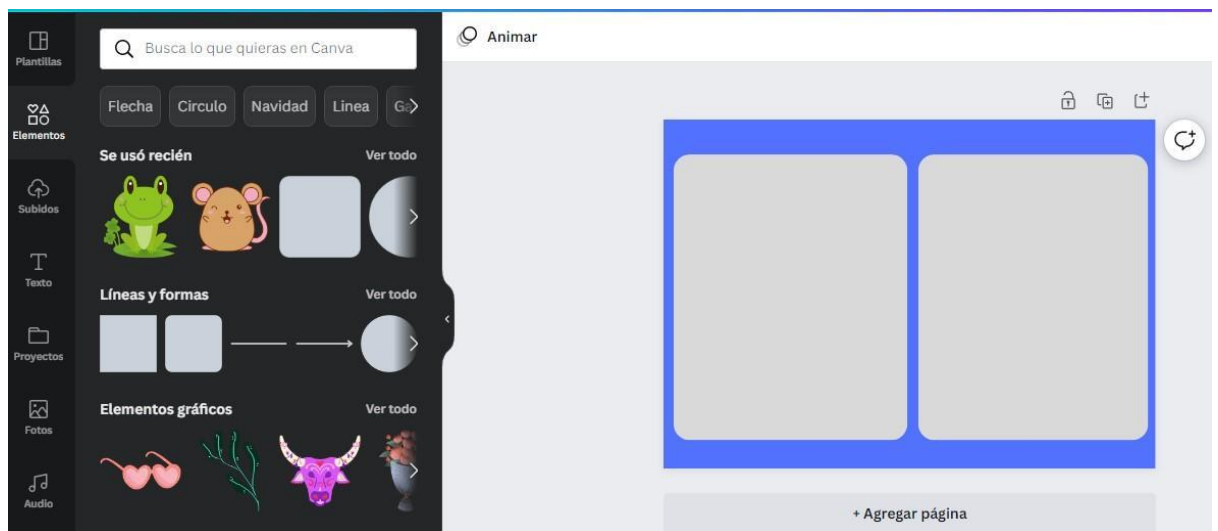 Plantillas
Elementos
Subidos
Texto
Proyectos
Fotos
Audio
Busca lo que quieras en Canva
Flecha Circulo Navidad Linea
Se usó recién Ver todo
Líneas y formas Ver todo
Elementos gráficos Ver todo
Animar
+ Agregar página